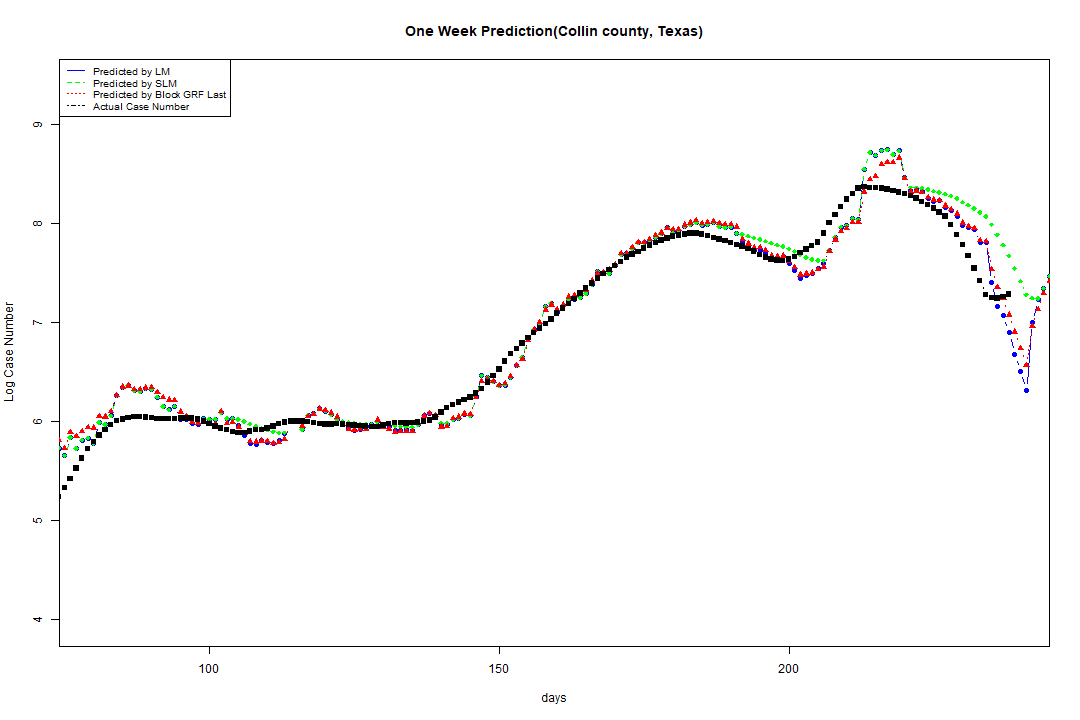 One Week Prediction(Collin county, Texas)
Predicted by LM
Predicted by SLM
Predicted by Block GRF Last
Actual Case Number
9
8
7
6
5
4
Log Case Number
100 150 200
days